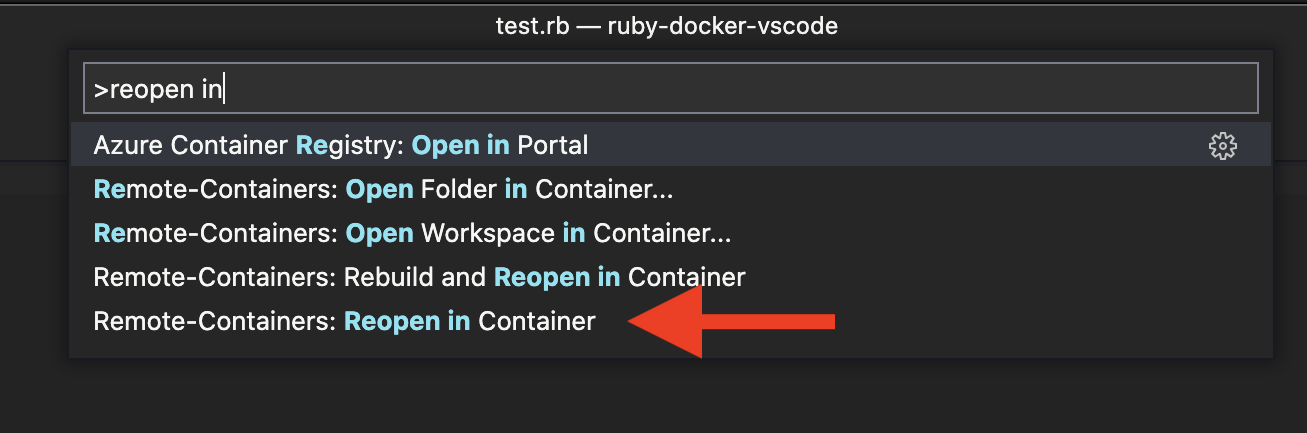 test.rb — ruby-docker-vscode
>reopen in
Azure Container Registry: Open in Portal
Remote-Containers: Open Folder in Container...
Remote-Containers: Open Workspace in Container...
Remote-Containers: Rebuild and Reopen in Container
Remote-Containers: Reopen in Container